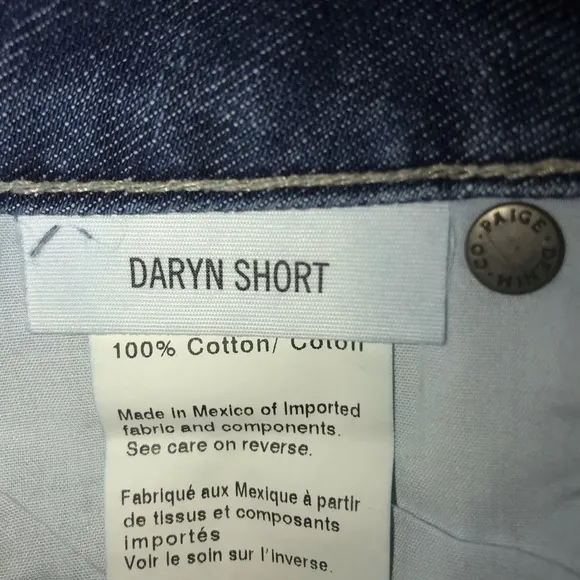 DARYN SHORT
PAIGE · DENIM · CO ·
100% Cotton/ Coton
Made in Mexico of Imported
fabric and components.
See care on reverse.
Fabriqué aux Mexique à partir
de tissus et composants
importés
Voir le soin sur l'inverse.